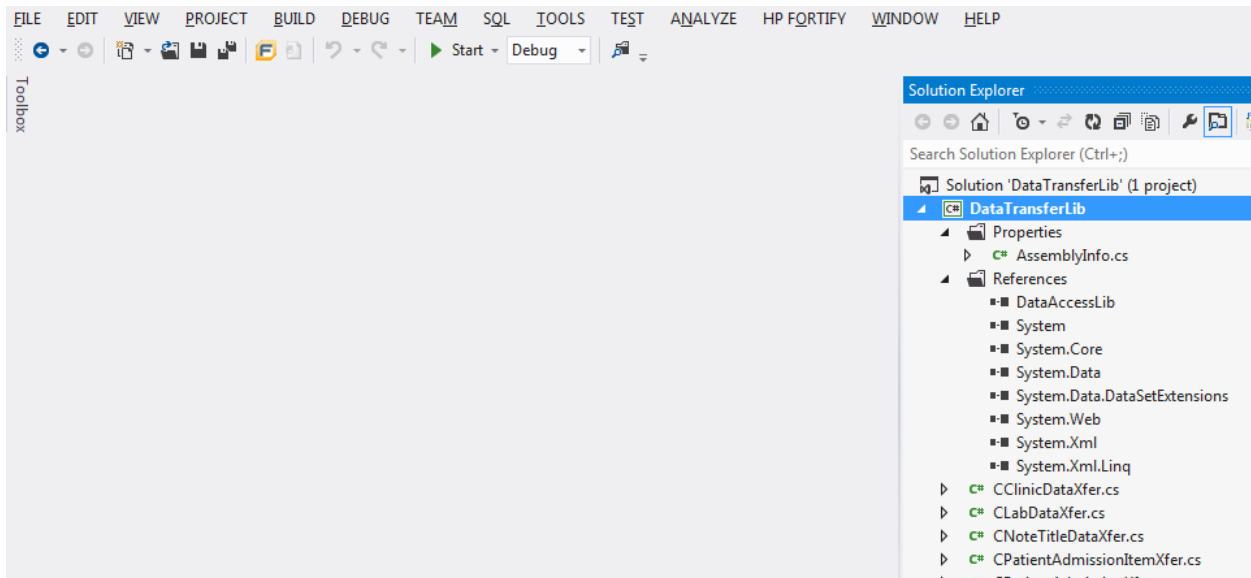 FILE EDIT VIEW PROJECT BUILD DEBUG TEAM SQL TOOLS TEST ANALYZE HP FORTIFY WINDOW HELP
Start Debug
Toolbox
Solution Explorer
Search Solution Explorer (Ctrl+;)
Solution 'DataTransferLib' (1 project)
C# DataTransferLib
Properties
C# AssemblyInfo.cs
References
DataAccessLib
System
System.Core
System.Data
System.Data.DataSetExtensions
System.Web
System.Xml
System.Xml.Linq
C# CClinicDataXfer.cs
C# CLabDataXfer.cs
C# CNoteTitleDataXfer.cs
C# CPatientAdmissionItemXfer.cs